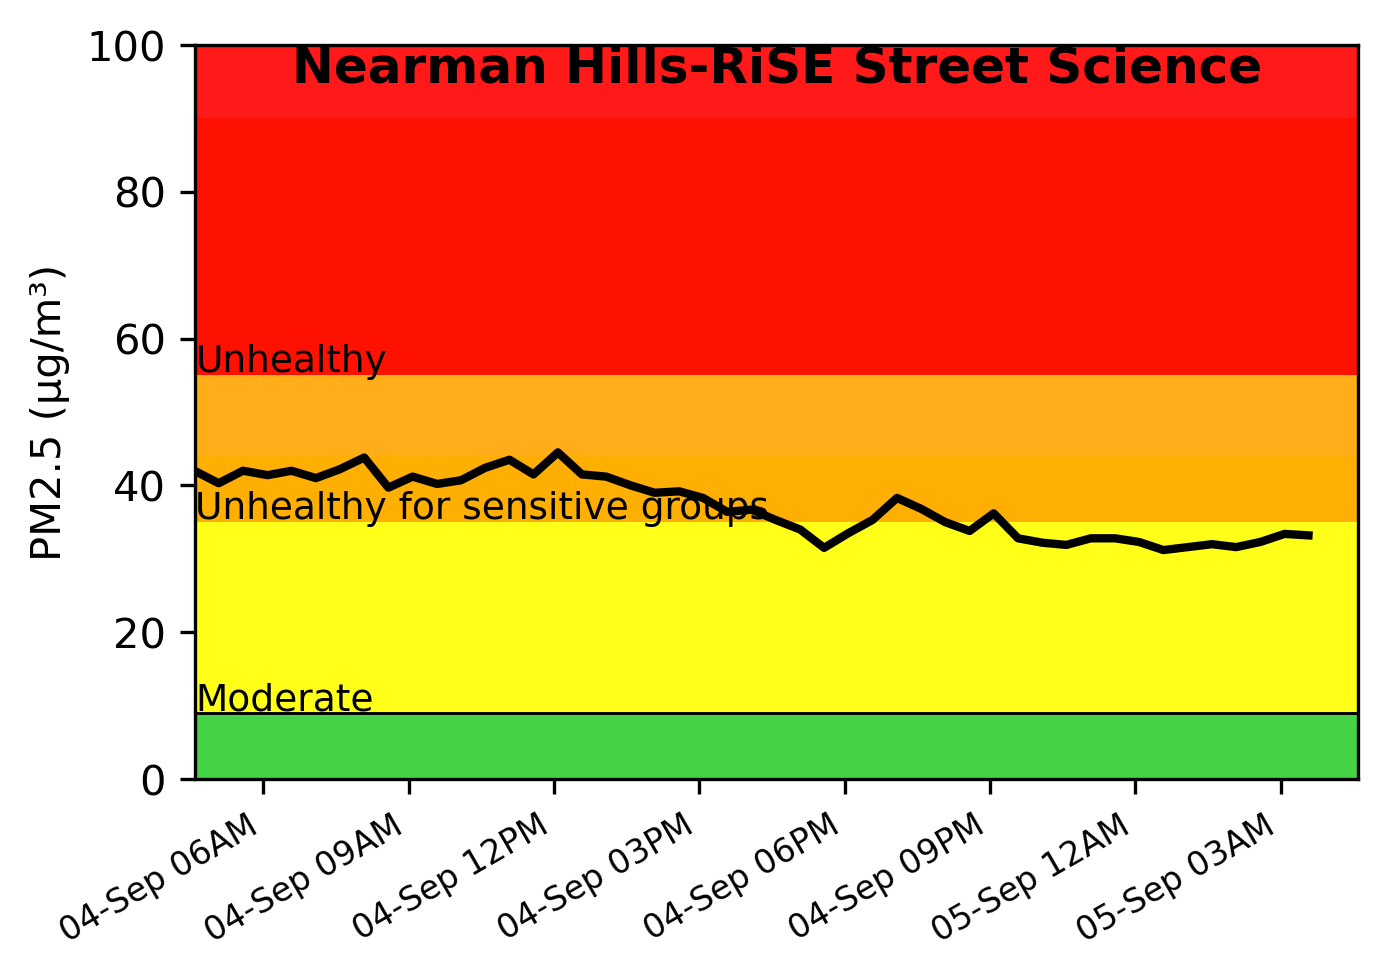 Nearman Hills-RiSE Street Science
PM2.5 (μg/m³)
100
80
60
40
20
0
Unhealthy
Unhealthy for sensitive groups
Moderate
04-Sep 06AM
04-Sep 09AM
04-Sep 12PM
04-Sep 03PM
04-Sep 06PM
04-Sep 09PM
05-Sep 12AM
05-Sep 03AM